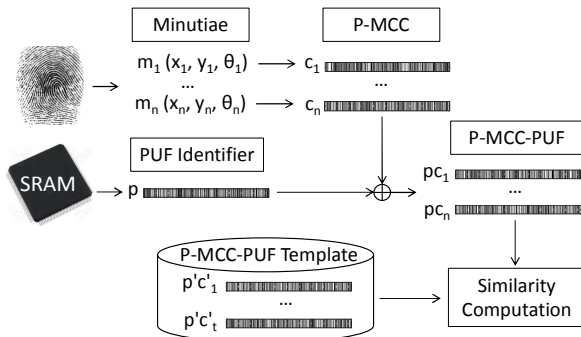 Minutiae
P-MCC
m1 (x1, y1, θ1)
c1
...
...
mn (xn, yn, θn)
cn
PUF Identifier
P-MCC-PUF
SRAM
p
pc1
...
pcn
P-MCC-PUF Template
p'c'1
...
p'c't
Similarity
Computation